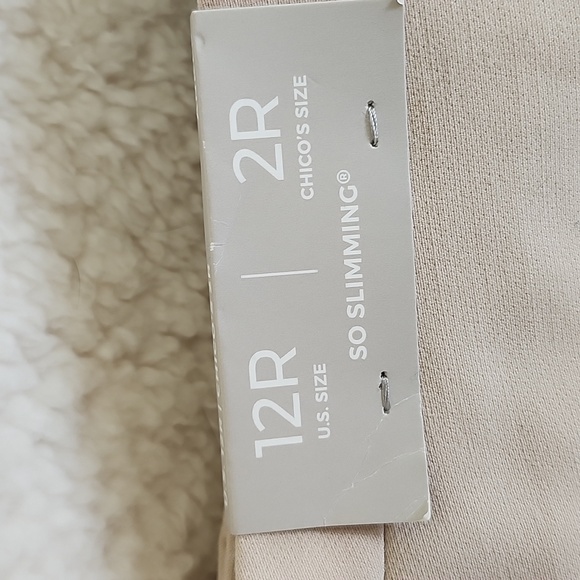 12R | 2R
U.S. SIZE CHICO'S SIZE
SO SLIMMING®